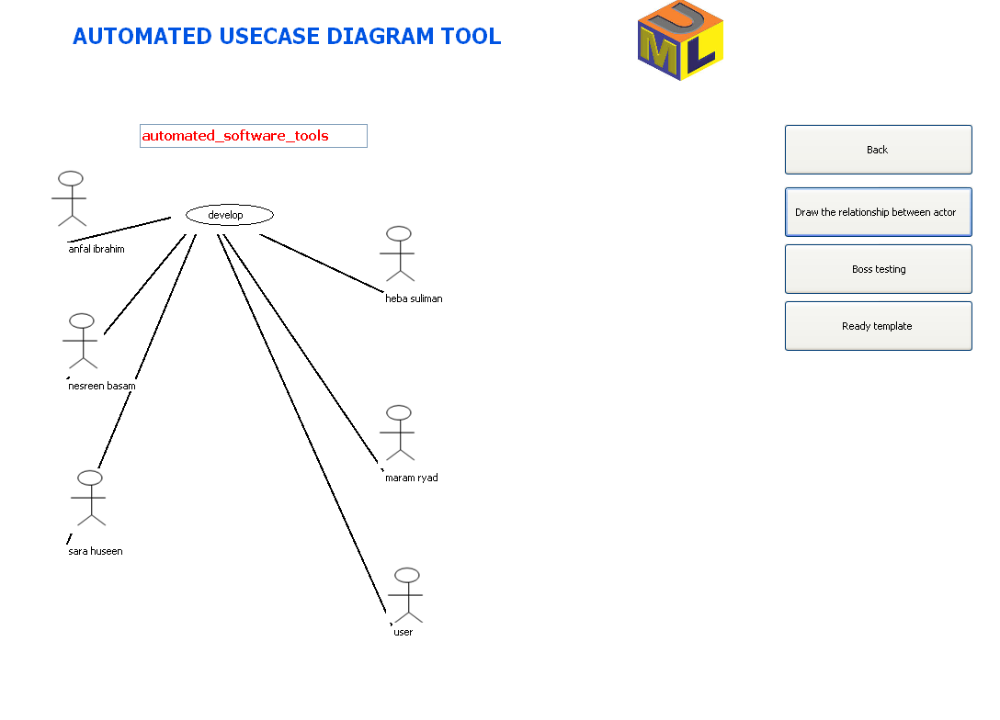 AUTOMATED USECASE DIAGRAM TOOL
U
M L
automated_software_tools
Back
develop
Draw the relationship between actor
anfal ibrahim
Boss testing
heba suliman
Ready template
nesreen basam
maram ryad
sara huseen
user